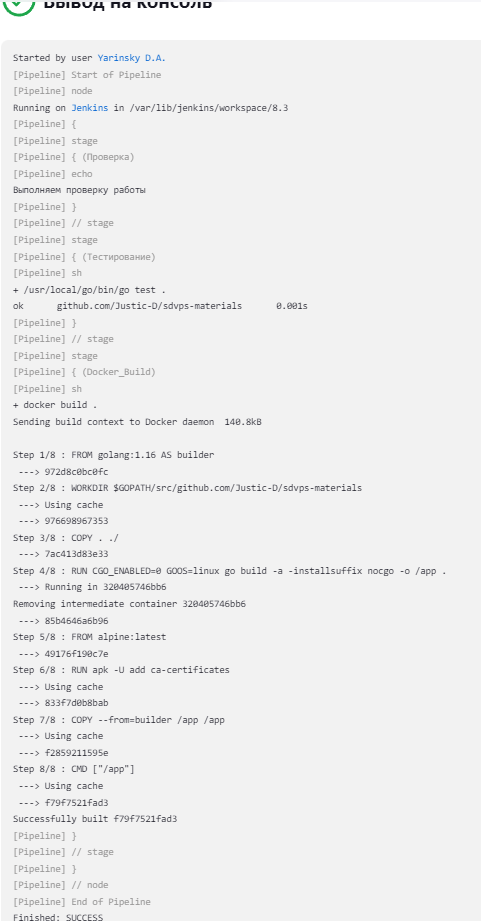 Вывод на консоль
Started by user Yarinsky D.A.
[Pipeline] Start of Pipeline
[Pipeline] node
Running on Jenkins in /var/lib/jenkins/workspace/8.3
[Pipeline] {
[Pipeline] stage
[Pipeline] { (Проверка)
[Pipeline] echo
Выполняем проверку работы
[Pipeline] }
[Pipeline] // stage
[Pipeline] stage
[Pipeline] { (Тестирование)
[Pipeline] sh
+ /usr/local/go/bin/go test .
ok github.com/Justic-D/sdvps-materials 0.001s
[Pipeline] }
[Pipeline] // stage
[Pipeline] stage
[Pipeline] { (Docker_Build)
[Pipeline] sh
+ docker build .
Sending build context to Docker daemon 140.8kB
Step 1/8 : FROM golang:1.16 AS builder
---> 972d8c0bc0fc
Step 2/8 : WORKDIR $GOPATH/src/github.com/Justic-D/sdvps-materials
---> Using cache
---> 976698967353
Step 3/8 : COPY . ./
---> 7ac413d83e33
Step 4/8 : RUN CGO_ENABLED=0 GOOS=linux go build -a -installsuffix nocgo -o /app .
---> Running in 320405746bb6
Removing intermediate container 320405746bb6
---> 85b4646a6b96
Step 5/8 : FROM alpine:latest
---> 49176f190c7e
Step 6/8 : RUN apk -U add ca-certificates
---> Using cache
---> 833f7d0b8bab
Step 7/8 : COPY --from=builder /app /app
---> Using cache
---> f2859211595e
Step 8/8 : CMD ["/app"]
---> Using cache
---> f79f7521fad3
Successfully built f79f7521fad3
[Pipeline] }
[Pipeline] // stage
[Pipeline] }
[Pipeline] // node
[Pipeline] End of Pipeline
Finished: SUCCESS